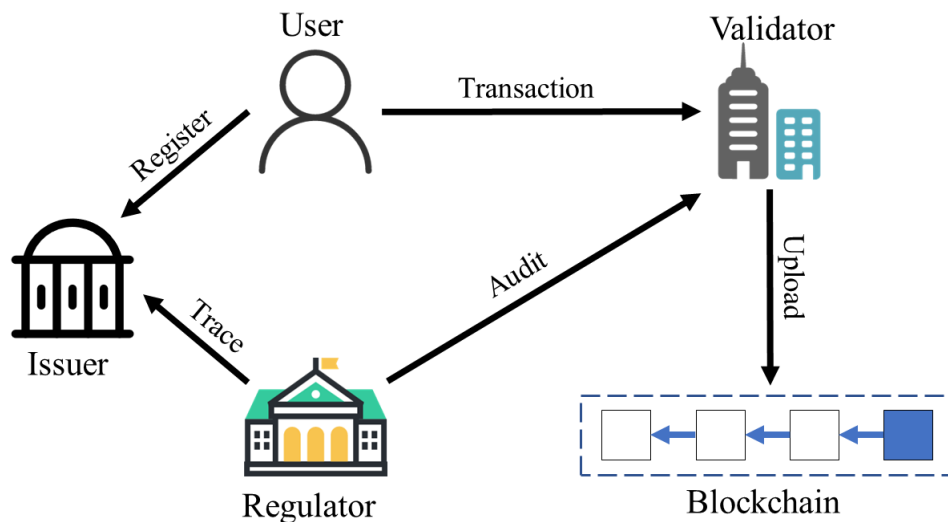 User
Validator
Transaction
Register
Audit
Upload
Trace
Issuer
Regulator
Blockchain